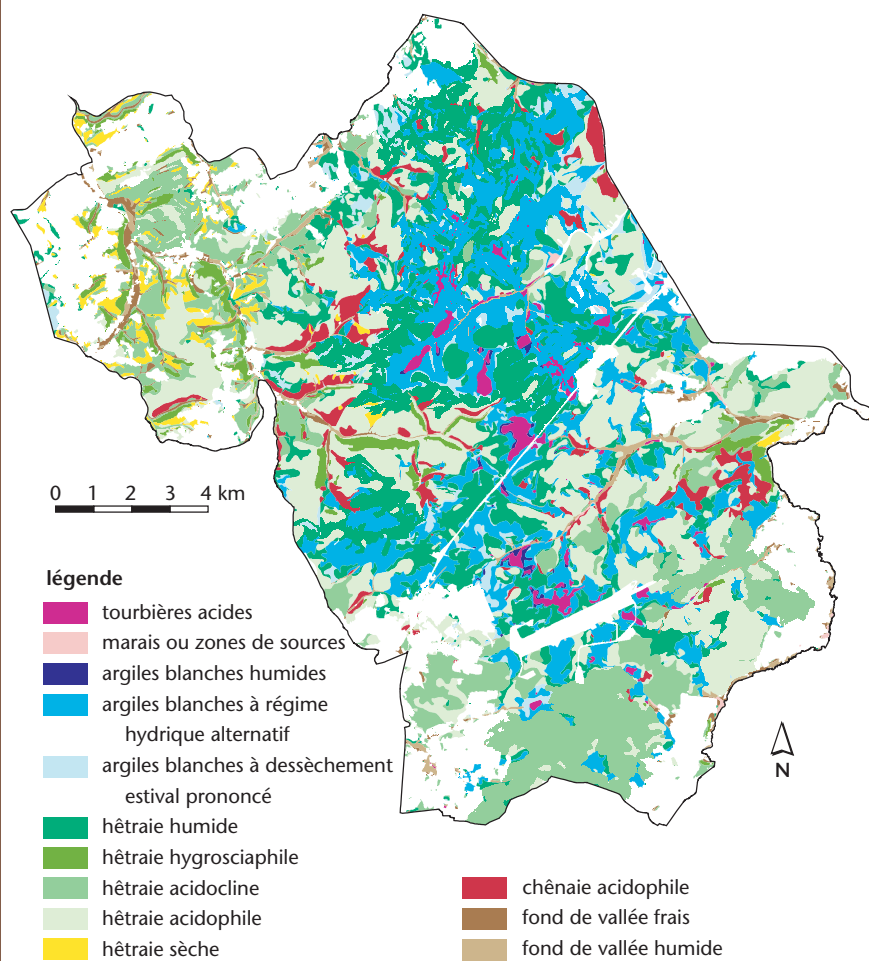 0 1 2 3 4 km
légende
tourbières acides
marais ou zones de sources
argiles blanches humides
argiles blanches à régime
hydrique alternatif
argiles blanches à dessèchement
estival prononcé
hêtraie humide
hêtraie hygrosciaphile
hêtraie acidocline
hêtraie acidophile
hêtraie sèche
N
chênaie acidophile
fond de vallée frais
fond de vallée humide